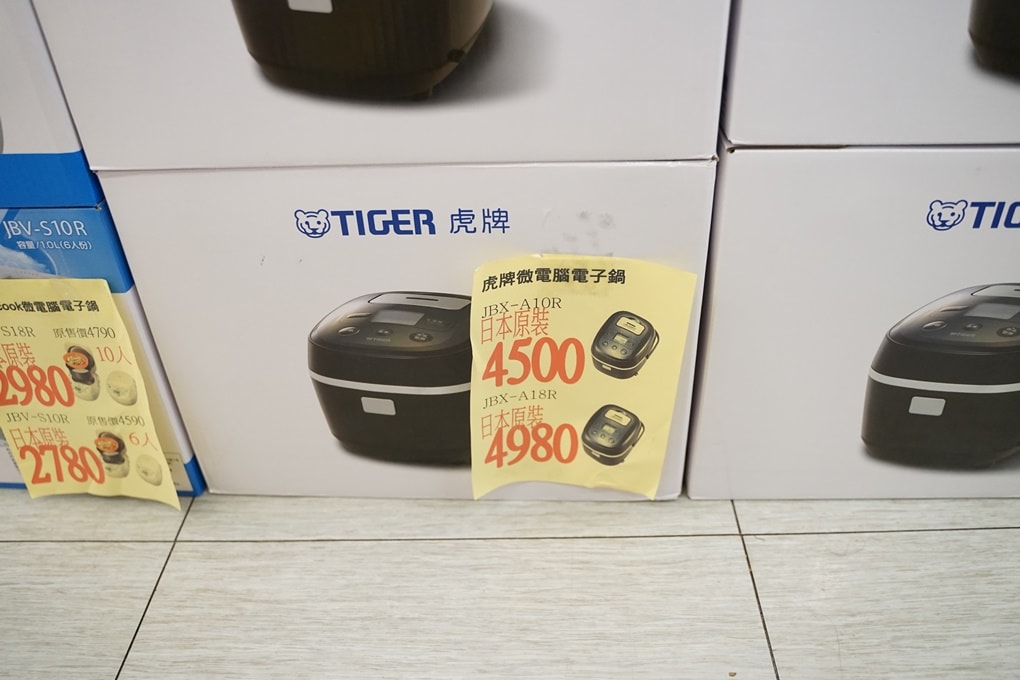 JBV-S10R
容量/1.0L(6人份)
cook微電腦電子鍋
S18R 原售價4790
原裝 10人
2980
JBV-S10R 原售價4590
日本原裝 6人
2780
TIGER 虎牌
虎牌微電腦電子鍋
JBX-A10R
日本原裝
4500
JBX-A18R
日本原裝
4980
TIG